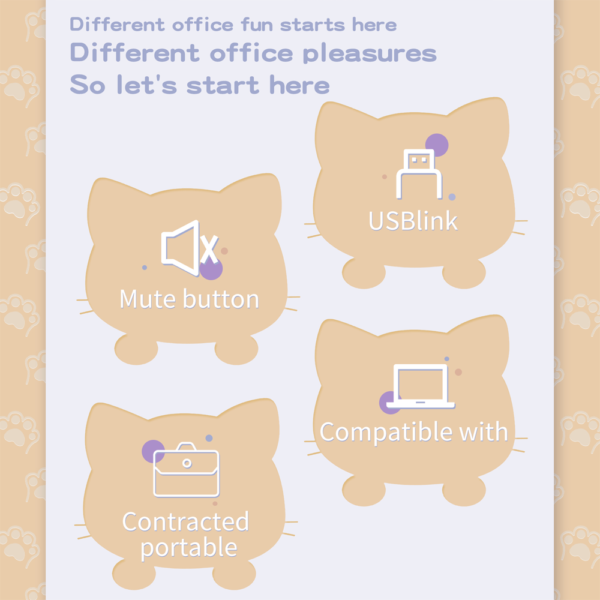 Different office fun starts here
Different office pleasures
So let's start here
USBlink
Mute button
Compatible with
Contracted
portable